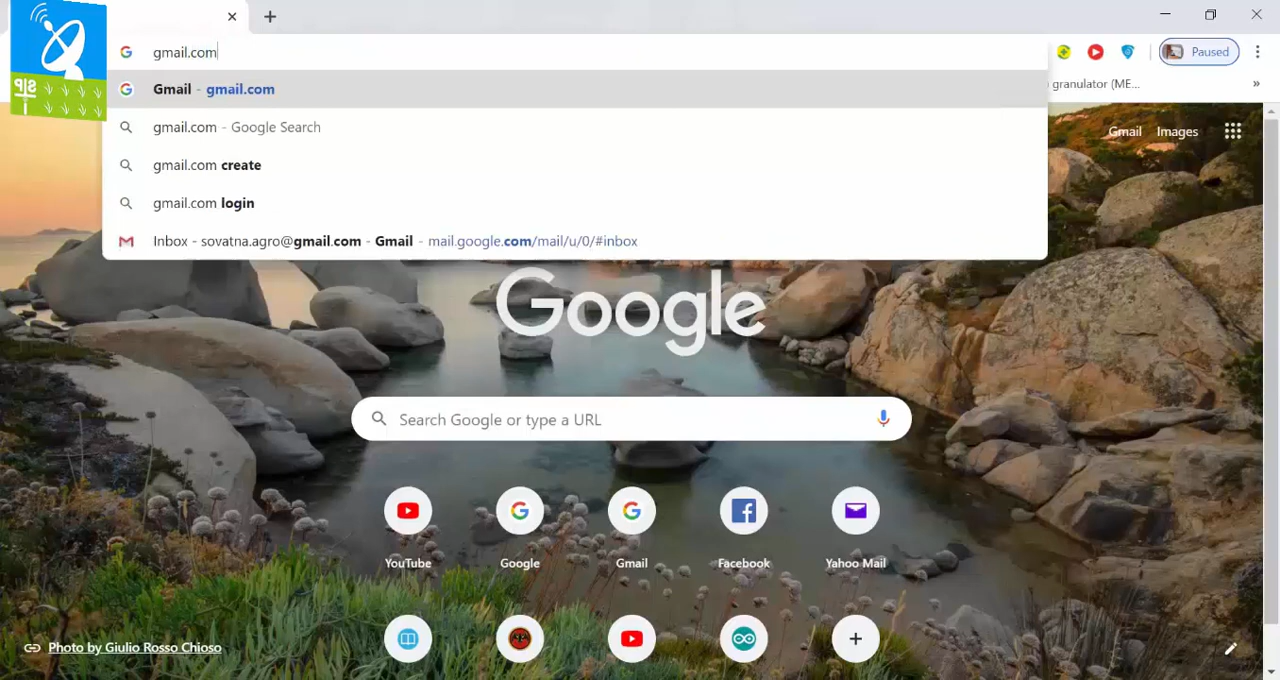 gmail.com
Paused
Gmail - gmail.com
granulator (ME...
»
gmail.com - Google Search
Gmail Images
gmail.com create
gmail.com login
Inbox - sovatna.agro@gmail.com - Gmail - mail.google.com/mail/u/0/#inbox
Google
Search Google or type a URL
YouTube Google Gmail Facebook Yahoo Mail
Photo by Giulio Rosso Chioso